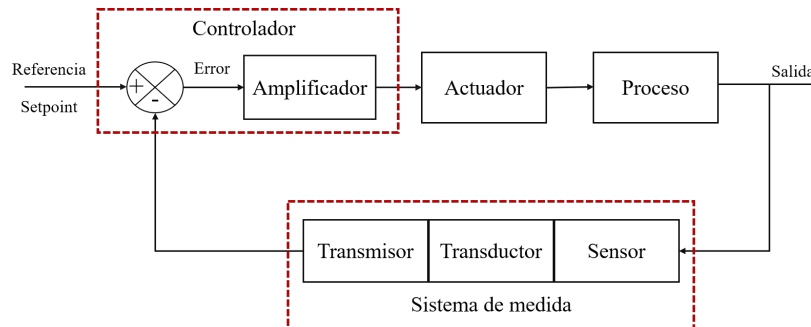 Controlador
Referencia
Setpoint
+
-
Error
Amplificador
Actuador
Proceso
Salida
Transmisor
Transductor
Sensor
Sistema de medida